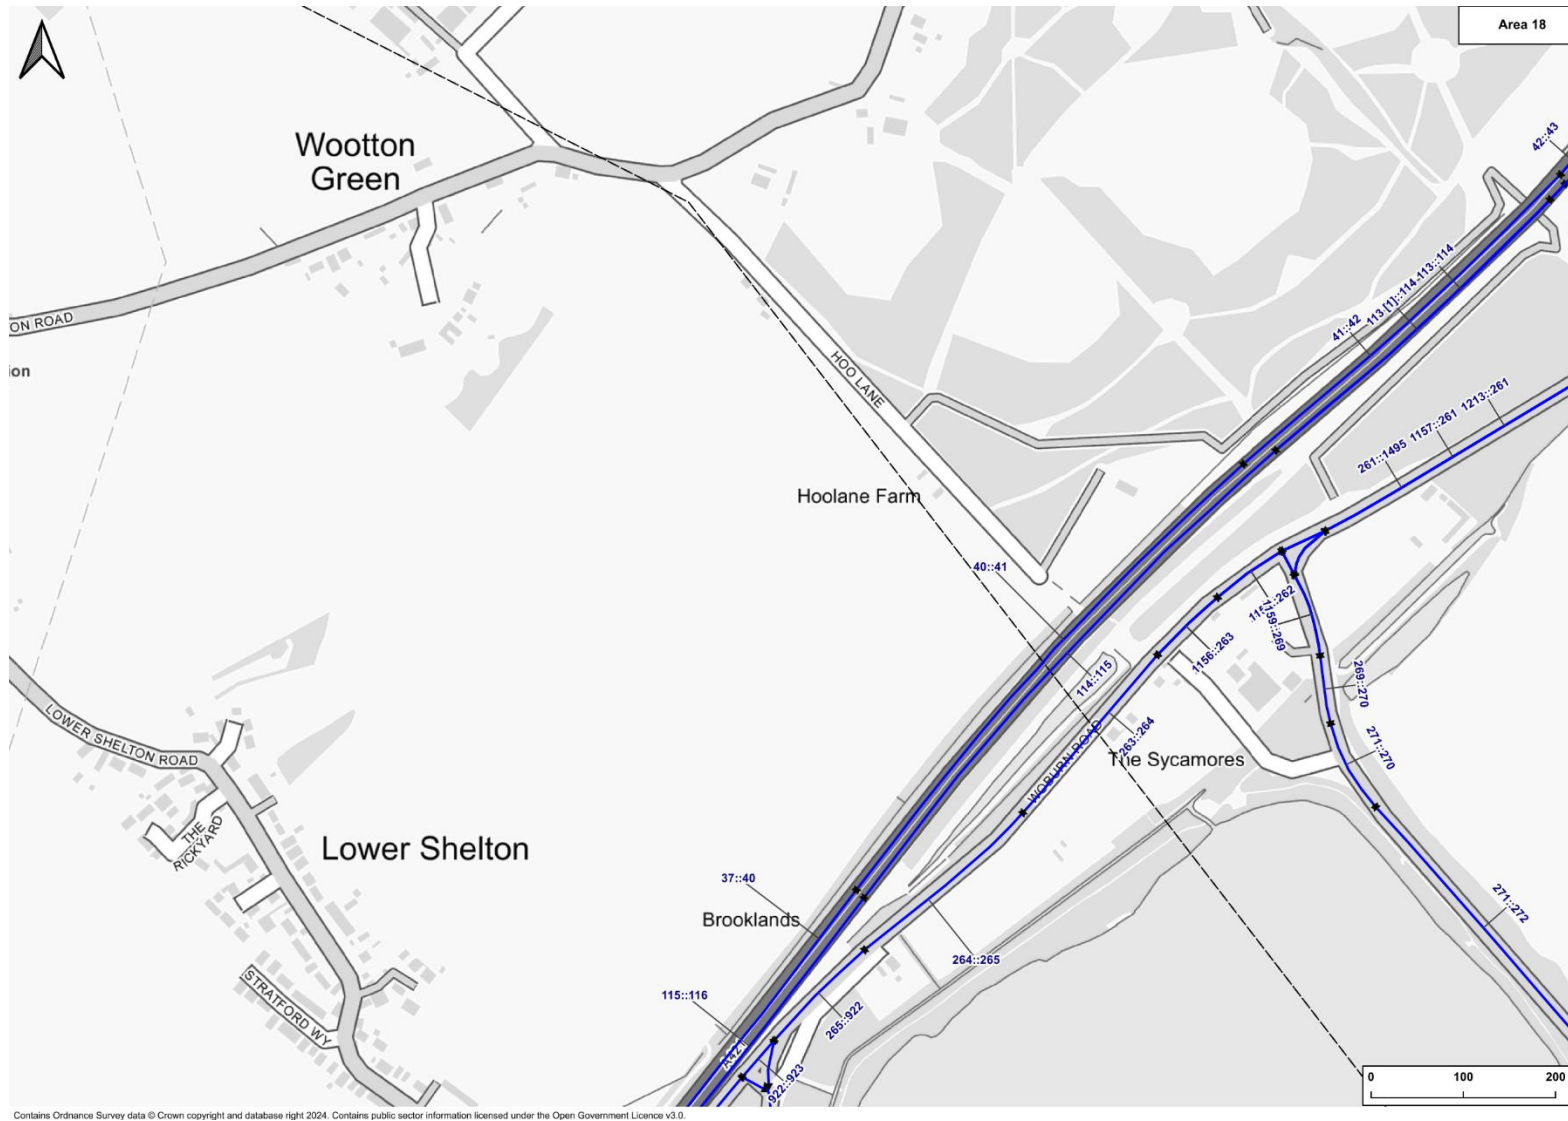 Area 18
42::43
Wootton
Green
113::114
113 [1]::114
41::42
ON ROAD
ion
HOO LANE
1213::261
1157::261
261::1495
Hoolane Farm
40::41
262
1159::269
1156::263
114::115
269::270
263::264
WOBURN ROAD
271::270
The Sycamores
LOWER SHELTON ROAD
THE
RICKYARD
Lower Shelton
37::40
Brooklands
271::272
264::265
115::116
STRATFORD WY
265::922
A421
922::923
0 100 200
Contains Ordnance Survey data © Crown copyright and database right 2024. Contains public sector information licensed under the Open Government Licence v3.0.